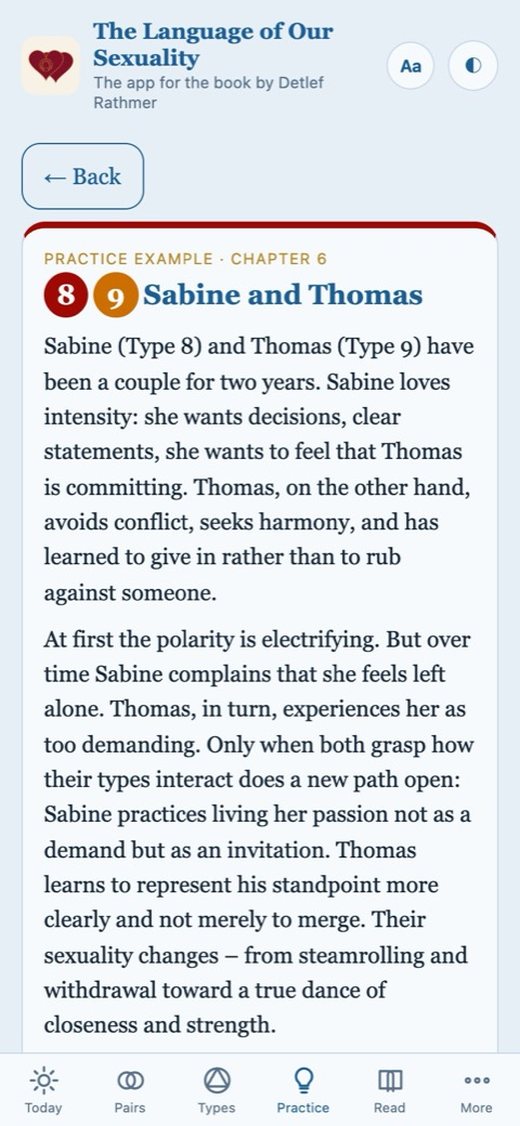 The Language of Our
Sexuality
The app for the book by Detlef
Rathmer
Aa
← Back
PRACTICE EXAMPLE · CHAPTER 6
8 9 Sabine and Thomas
Sabine (Type 8) and Thomas (Type 9) have
been a couple for two years. Sabine loves
intensity: she wants decisions, clear
statements, she wants to feel that Thomas
is committing. Thomas, on the other hand,
avoids conflict, seeks harmony, and has
learned to give in rather than to rub
against someone.
At first the polarity is electrifying. But over
time Sabine complains that she feels left
alone. Thomas, in turn, experiences her as
too demanding. Only when both grasp how
their types interact does a new path open:
Sabine practices living her passion not as a
demand but as an invitation. Thomas
learns to represent his standpoint more
clearly and not merely to merge. Their
sexuality changes – from steamrolling and
withdrawal toward a true dance of
closeness and strength.
Today Pairs Types Practice Read More